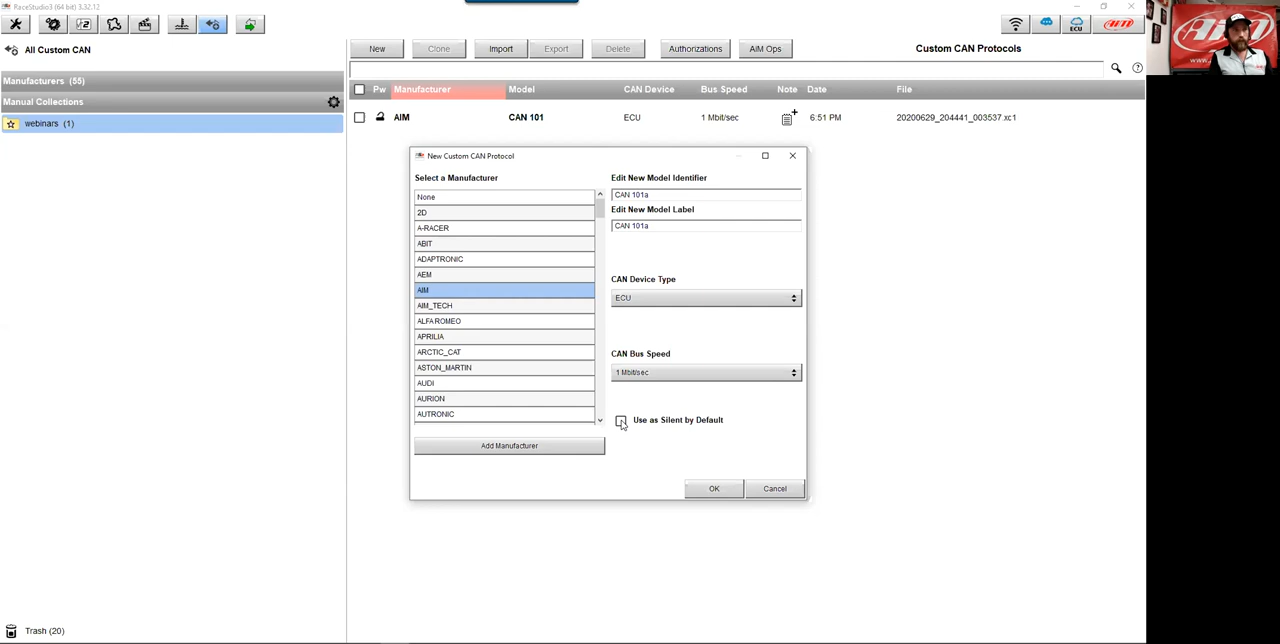 RaceStudio3 (64 bit) 3.32.12
ECU
AiM
All Custom CAN
New
Clone
Import
Export
Delete
Authorizations
AiM Ops
Custom CAN Protocols
Manufacturers (55)
Manual Collections
webinars (1)
Pw Manufacturer Model CAN Device Bus Speed Note Date File
AIM CAN 101 ECU 1 Mbit/sec 6:51 PM 20200629_204441_003537.xc1
New Custom CAN Protocol
Select a Manufacturer
None
2D
A-RACER
ABIT
ADAPTRONIC
AEM
AIM
AIM_TECH
ALFA ROMEO
APRILIA
ARCTIC_CAT
ASTON_MARTIN
AUDI
AURION
AUTRONIC
Add Manufacturer
Edit New Model Identifier
CAN 101a
Edit New Model Label
CAN 101a
CAN Device Type
ECU
CAN Bus Speed
1 Mbit/sec
Use as Silent by Default
OK
Cancel
Trash (20)